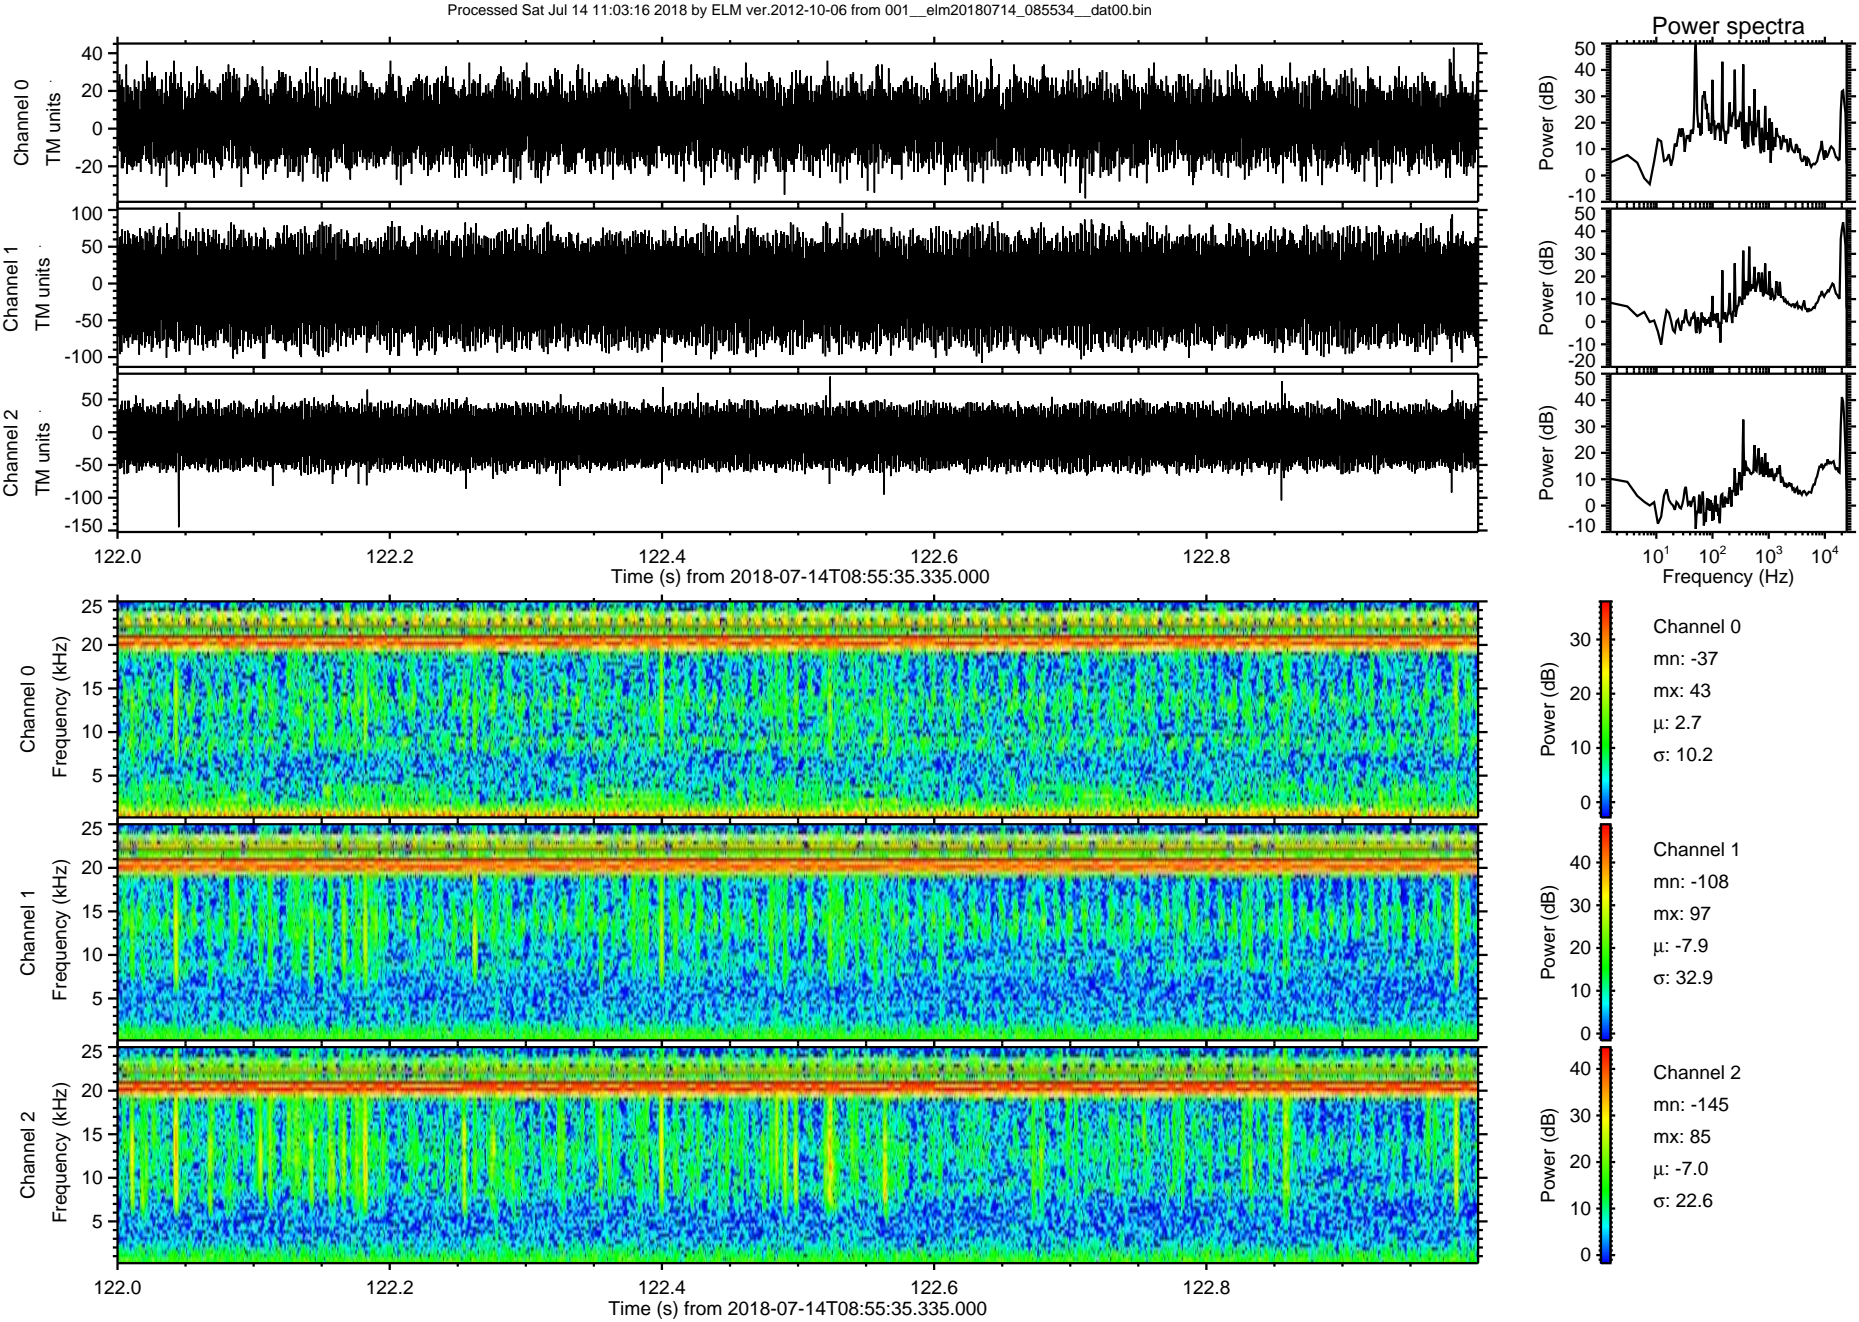 Processed Sat Jul 14 11:03:16 2018 by ELM ver.2012-10-06 from 001__elm20180714_085534__dat00.bin
Power spectra
Channel 0
TM units
40
20
0
-20
Power (dB)
50
40
30
20
10
0
-10
Channel 1
TM units
100
50
0
-50
-100
Power (dB)
50
40
30
20
10
0
-10
-20
Channel 2
TM units
50
0
-50
-100
-150
Power (dB)
50
40
30
20
10
0
-10
122.0 122.2 122.4 122.6 122.8
Time (s) from 2018-07-14T08:55:35.335.000
10^1 10^2 10^3 10^4
Frequency (Hz)
Channel 0
Frequency (kHz)
25
20
15
10
5
Power (dB)
30
20
10
0
Channel 0
mn: -37
mx: 43
μ: 2.7
σ: 10.2
Channel 1
Frequency (kHz)
25
20
15
10
5
Power (dB)
40
30
20
10
0
Channel 1
mn: -108
mx: 97
μ: -7.9
σ: 32.9
Channel 2
Frequency (kHz)
25
20
15
10
5
Power (dB)
40
30
20
10
0
Channel 2
mn: -145
mx: 85
μ: -7.0
σ: 22.6
122.0 122.2 122.4 122.6 122.8
Time (s) from 2018-07-14T08:55:35.335.000